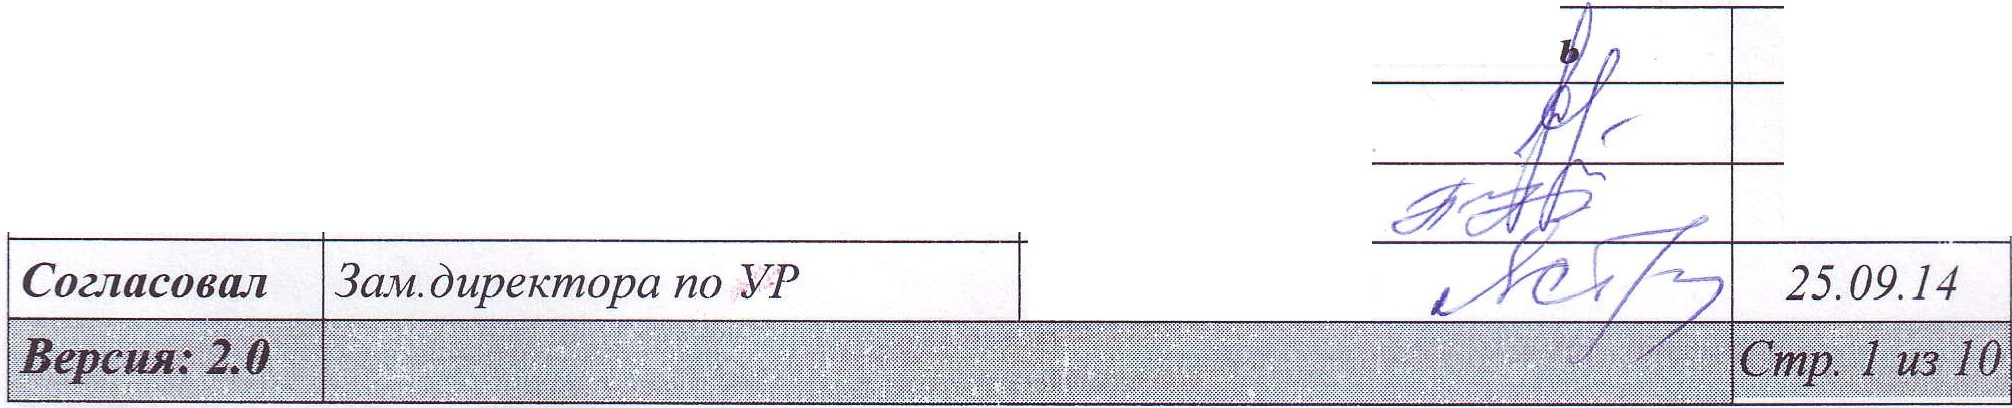 ь
Согласовал Зам.директора по УР 25.09.14
Версия: 2.0 Стр. 1 из 10